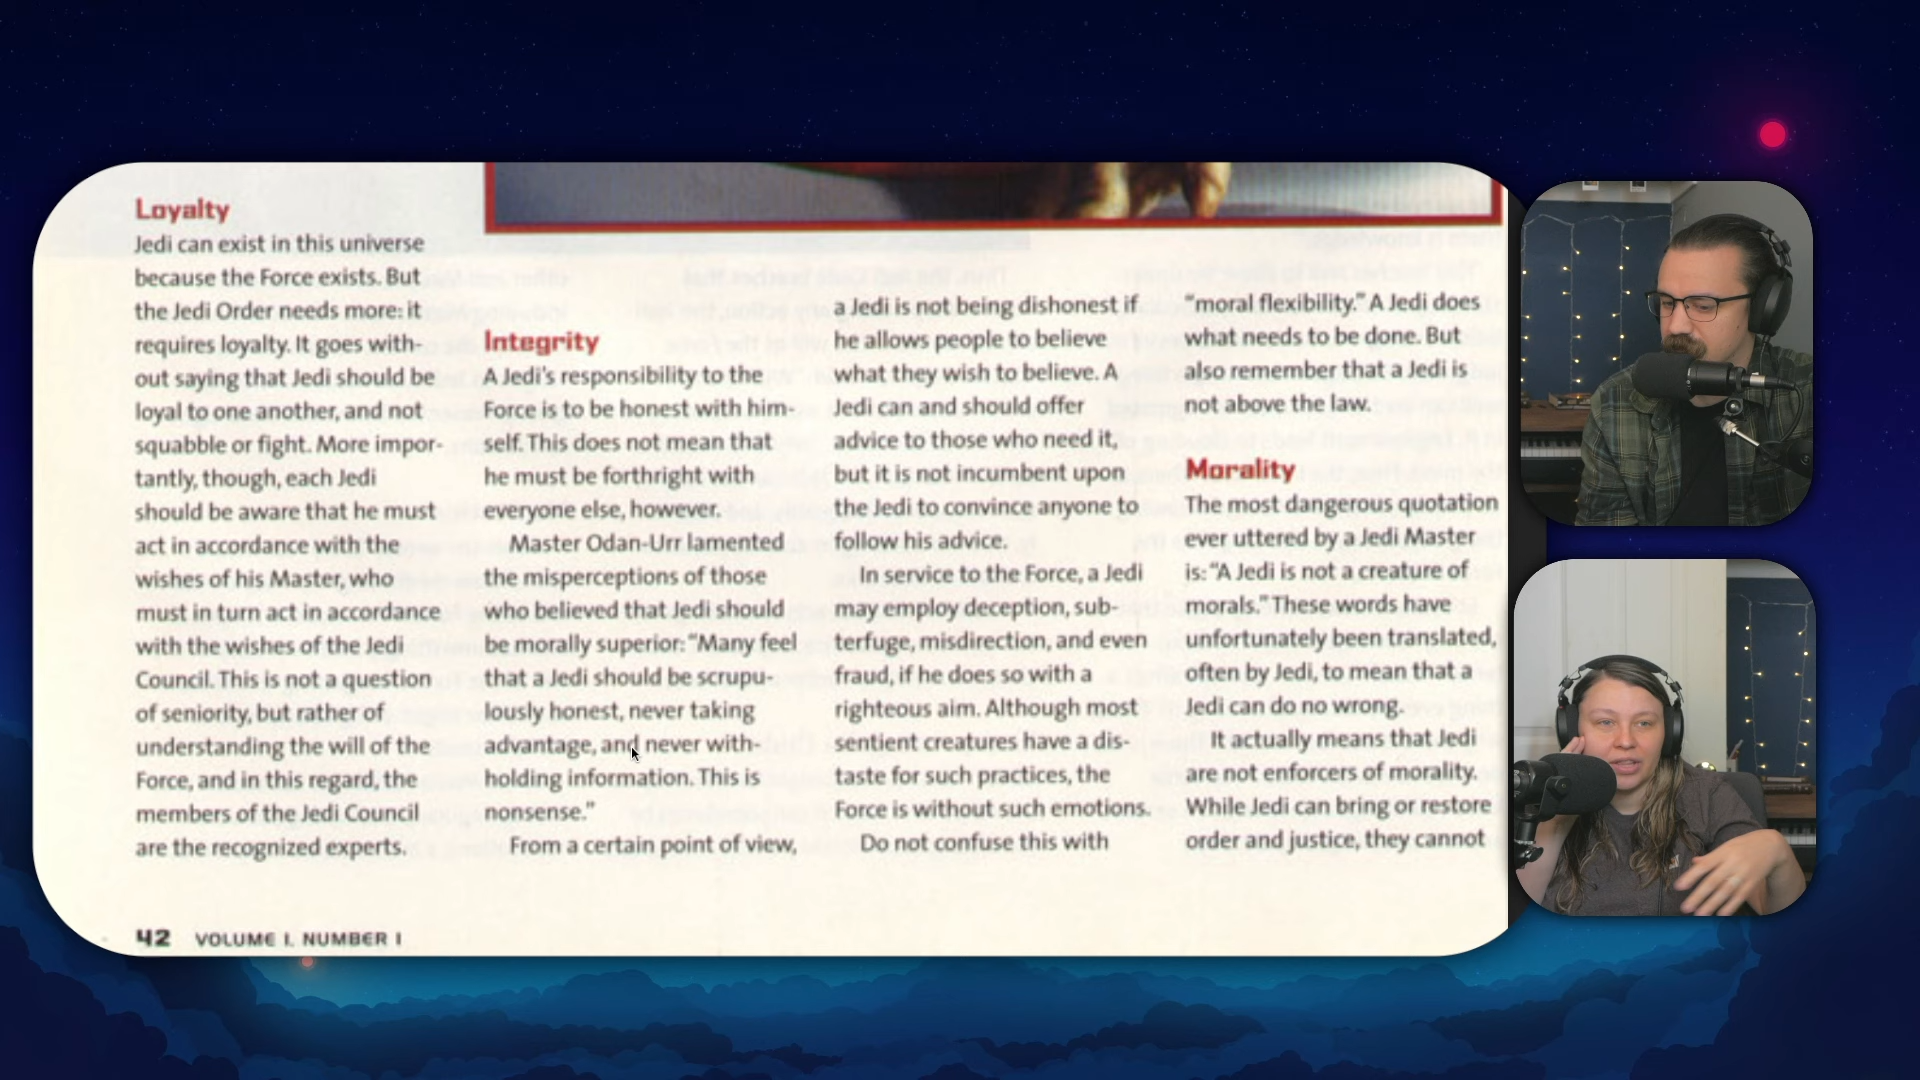 Loyalty
Jedi can exist in this universe
because the Force exists. But
the Jedi Order needs more: it
requires loyalty. It goes with-
out saying that Jedi should be
loyal to one another, and not
squabble or fight. More impor-
tantly, though, each Jedi
should be aware that he must
act in accordance with the
wishes of his Master, who
must in turn act in accordance
with the wishes of the Jedi
Council. This is not a question
of seniority, but rather of
understanding the will of the
Force, and in this regard, the
members of the Jedi Council
are the recognized experts.
Integrity
A Jedi's responsibility to the
Force is to be honest with him-
self. This does not mean that
he must be forthright with
everyone else, however.
Master Odan-Urr lamented
the misperceptions of those
who believed that Jedi should
be morally superior: "Many feel
that a Jedi should be scrupu-
lously honest, never taking
advantage, and never with-
holding information. This is
nonsense."
From a certain point of view,
a Jedi is not being dishonest if
he allows people to believe
what they wish to believe. A
Jedi can and should offer
advice to those who need it,
but it is not incumbent upon
the Jedi to convince anyone to
follow his advice.
In service to the Force, a Jedi
may employ deception, sub-
terfuge, misdirection, and even
fraud, if he does so with a
righteous aim. Although most
sentient creatures have a dis-
taste for such practices, the
Force is without such emotions.
Do not confuse this with
"moral flexibility." A Jedi does
what needs to be done. But
also remember that a Jedi is
not above the law.
Morality
The most dangerous quotation
ever uttered by a Jedi Master
is: "A Jedi is not a creature of
morals." These words have
unfortunately been translated,
often by Jedi, to mean that a
Jedi can do no wrong.
It actually means that Jedi
are not enforcers of morality.
While Jedi can bring or restore
order and justice, they cannot
42 VOLUME I, NUMBER I